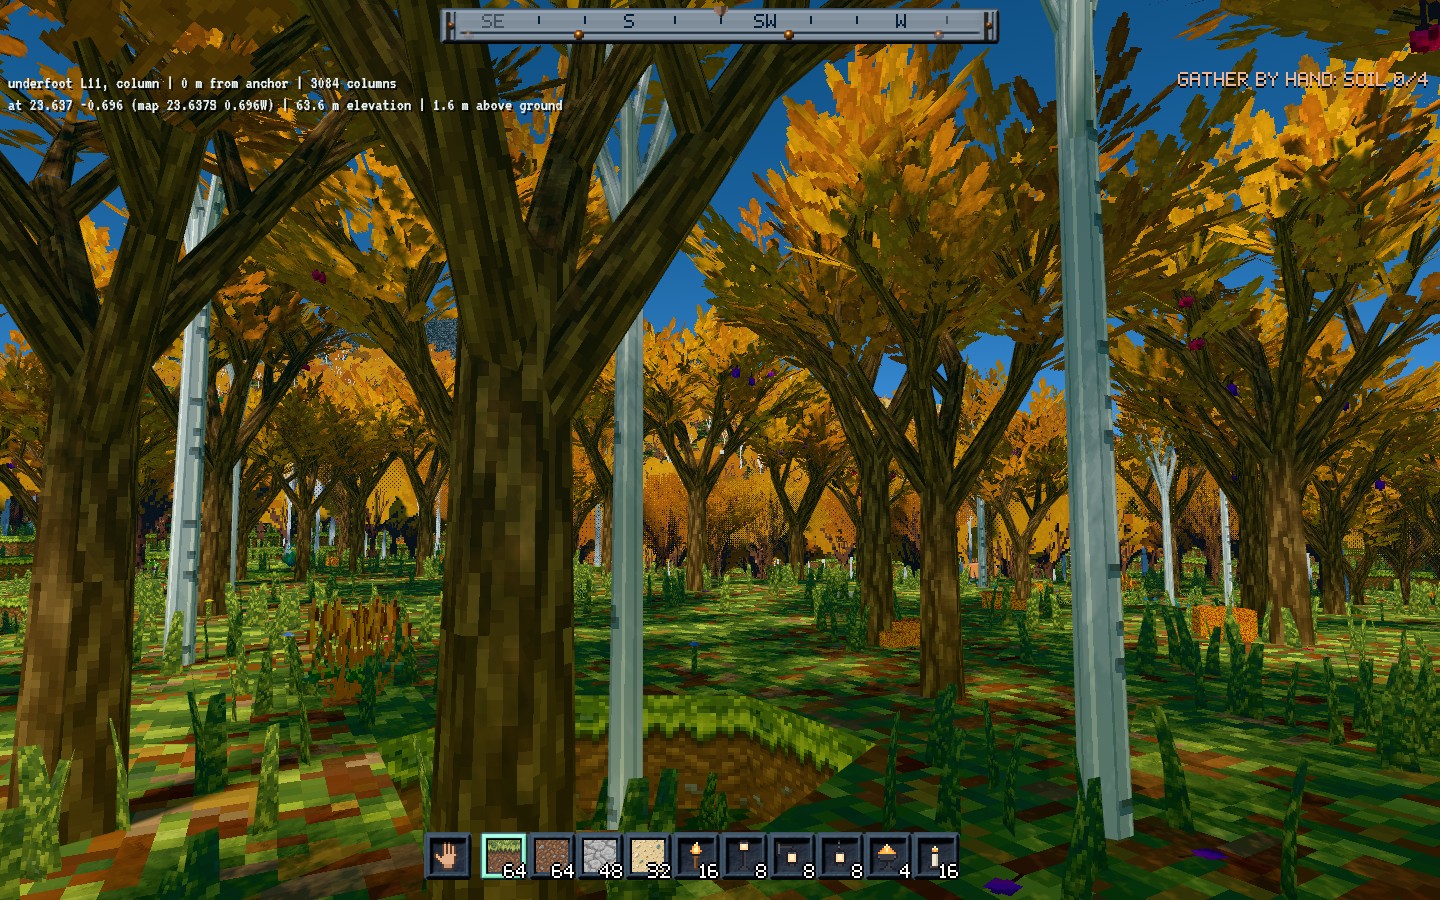 SE S SW W
underfoot L11, column | 0 m from anchor | 3084 columns
GATHER BY HAND: SOIL 0/4
at 23.637 -0.696 (map 23.637S 0.696W) | 63.6 m elevation | 1.6 m above ground
64 64 48 32 16 8 8 8 4 16